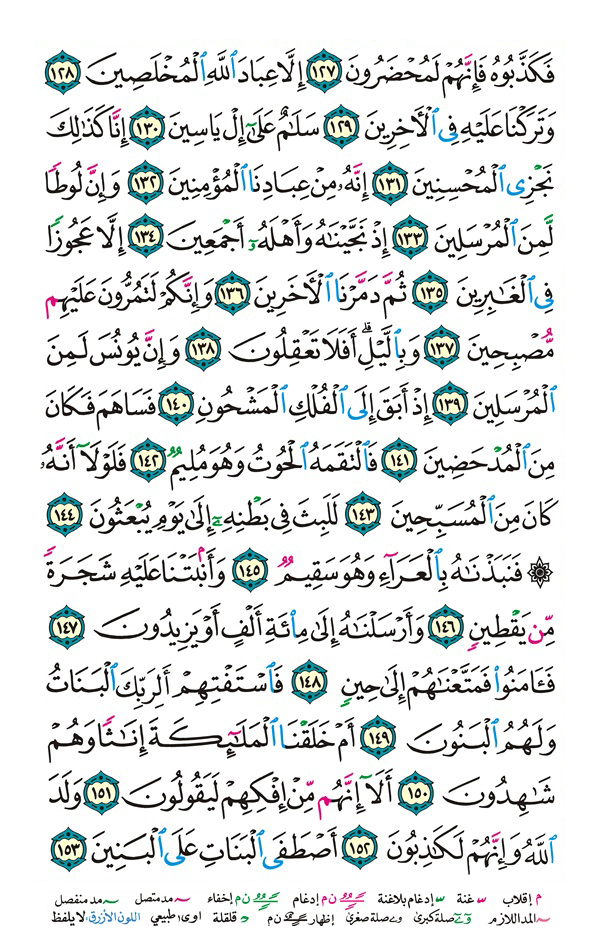 فَكَذَّبُوهُ فَإِنَّهُمْ لَمُحْضَرُونَ ١٢٧ إِلَّا عِبَادَ ٱللَّهِ ٱلْمُخْلَصِينَ ١٢٨
وَتَرَكْنَا عَلَيْهِ فِى ٱلْأَخِرِينَ ١٢٩ سَلَٰمٌ عَلَىٰٓ إِلْ يَاسِينَ ١٣٠ إِنَّا كَذَٰلِكَ
نَجْزِى ٱلْمُحْسِنِينَ ١٣١ إِنَّهُۥ مِنْ عِبَادِنَا ٱلْمُؤْمِنِينَ ١٣٢ وَإِنَّ لُوطًا
لَّمِنَ ٱلْمُرْسَلِينَ ١٣٣ إِذْ نَجَّيْنَٰهُ وَأَهْلَهُۥٓ أَجْمَعِينَ ١٣٤ إِلَّا عَجُوزًا
فِى ٱلْغَٰبِرِينَ ١٣٥ ثُمَّ دَمَّرْنَا ٱلْأَخَرِينَ ١٣٦ وَإِنَّكُمْ لَتَمُرُّونَ عَلَيْهِم
مُّصْبِحِينَ ١٣٧ وَبِٱلَّيْلِ ۗ أَفَلَا تَعْقِلُونَ ١٣٨ وَإِنَّ يُونُسَ لَمِنَ
ٱلْمُرْسَلِينَ ١٣٩ إِذْ أَبَقَ إِلَى ٱلْفُلْكِ ٱلْمَشْحُونِ ١٤٠ فَسَاهَمَ فَكَانَ
مِنَ ٱلْمُدْحَضِينَ ١٤١ فَٱلْتَقَمَهُ ٱلْحُوتُ وَهُوَ مُلِيمٌ ١٤٢ فَلَوْلَآ أَنَّهُۥ
كَانَ مِنَ ٱلْمُسَبِّحِينَ ١٤٣ لَلَبِثَ فِى بَطْنِهِۦٓ إِلَىٰ يَوْمِ يُبْعَثُونَ ١٤٤
۞ فَنَبَذْنَٰهُ بِٱلْعَرَآءِ وَهُوَ سَقِيمٌ ١٤٥ وَأَنۢبَتْنَا عَلَيْهِ شَجَرَةً
مِّن يَقْطِينٍ ١٤٦ وَأَرْسَلْنَٰهُ إِلَىٰ مِا۟ئَةِ أَلْفٍ أَوْ يَزِيدُونَ ١٤٧
فَـَٔامَنُوا۟ فَمَتَّعْنَٰهُمْ إِلَىٰ حِينٍ ١٤٨ فَٱسْتَفْتِهِمْ أَلِرَبِّكَ ٱلْبَنَاتُ
وَلَهُمُ ٱلْبَنُونَ ١٤٩ أَمْ خَلَقْنَا ٱلْمَلَٰٓئِكَةَ إِنَٰثًا وَهُمْ
شَٰهِدُونَ ١٥٠ أَلَآ إِنَّهُم مِّنْ إِفْكِهِمْ لَيَقُولُونَ ١٥١ وَلَدَ
ٱللَّهُ وَإِنَّهُمْ لَكَٰذِبُونَ ١٥٢ أَصْطَفَى ٱلْبَنَاتِ عَلَى ٱلْبَنِينَ ١٥٣
م إقلاب غنة إدغام بلاغنة ن م إدغام ن م إخفاء مد متصل مد منفصل
المد اللازم صلة كبرى صلة صغرى إظهار ن م قلقلة اوى: طبيعي اللون الأزرق: لا يلفظ